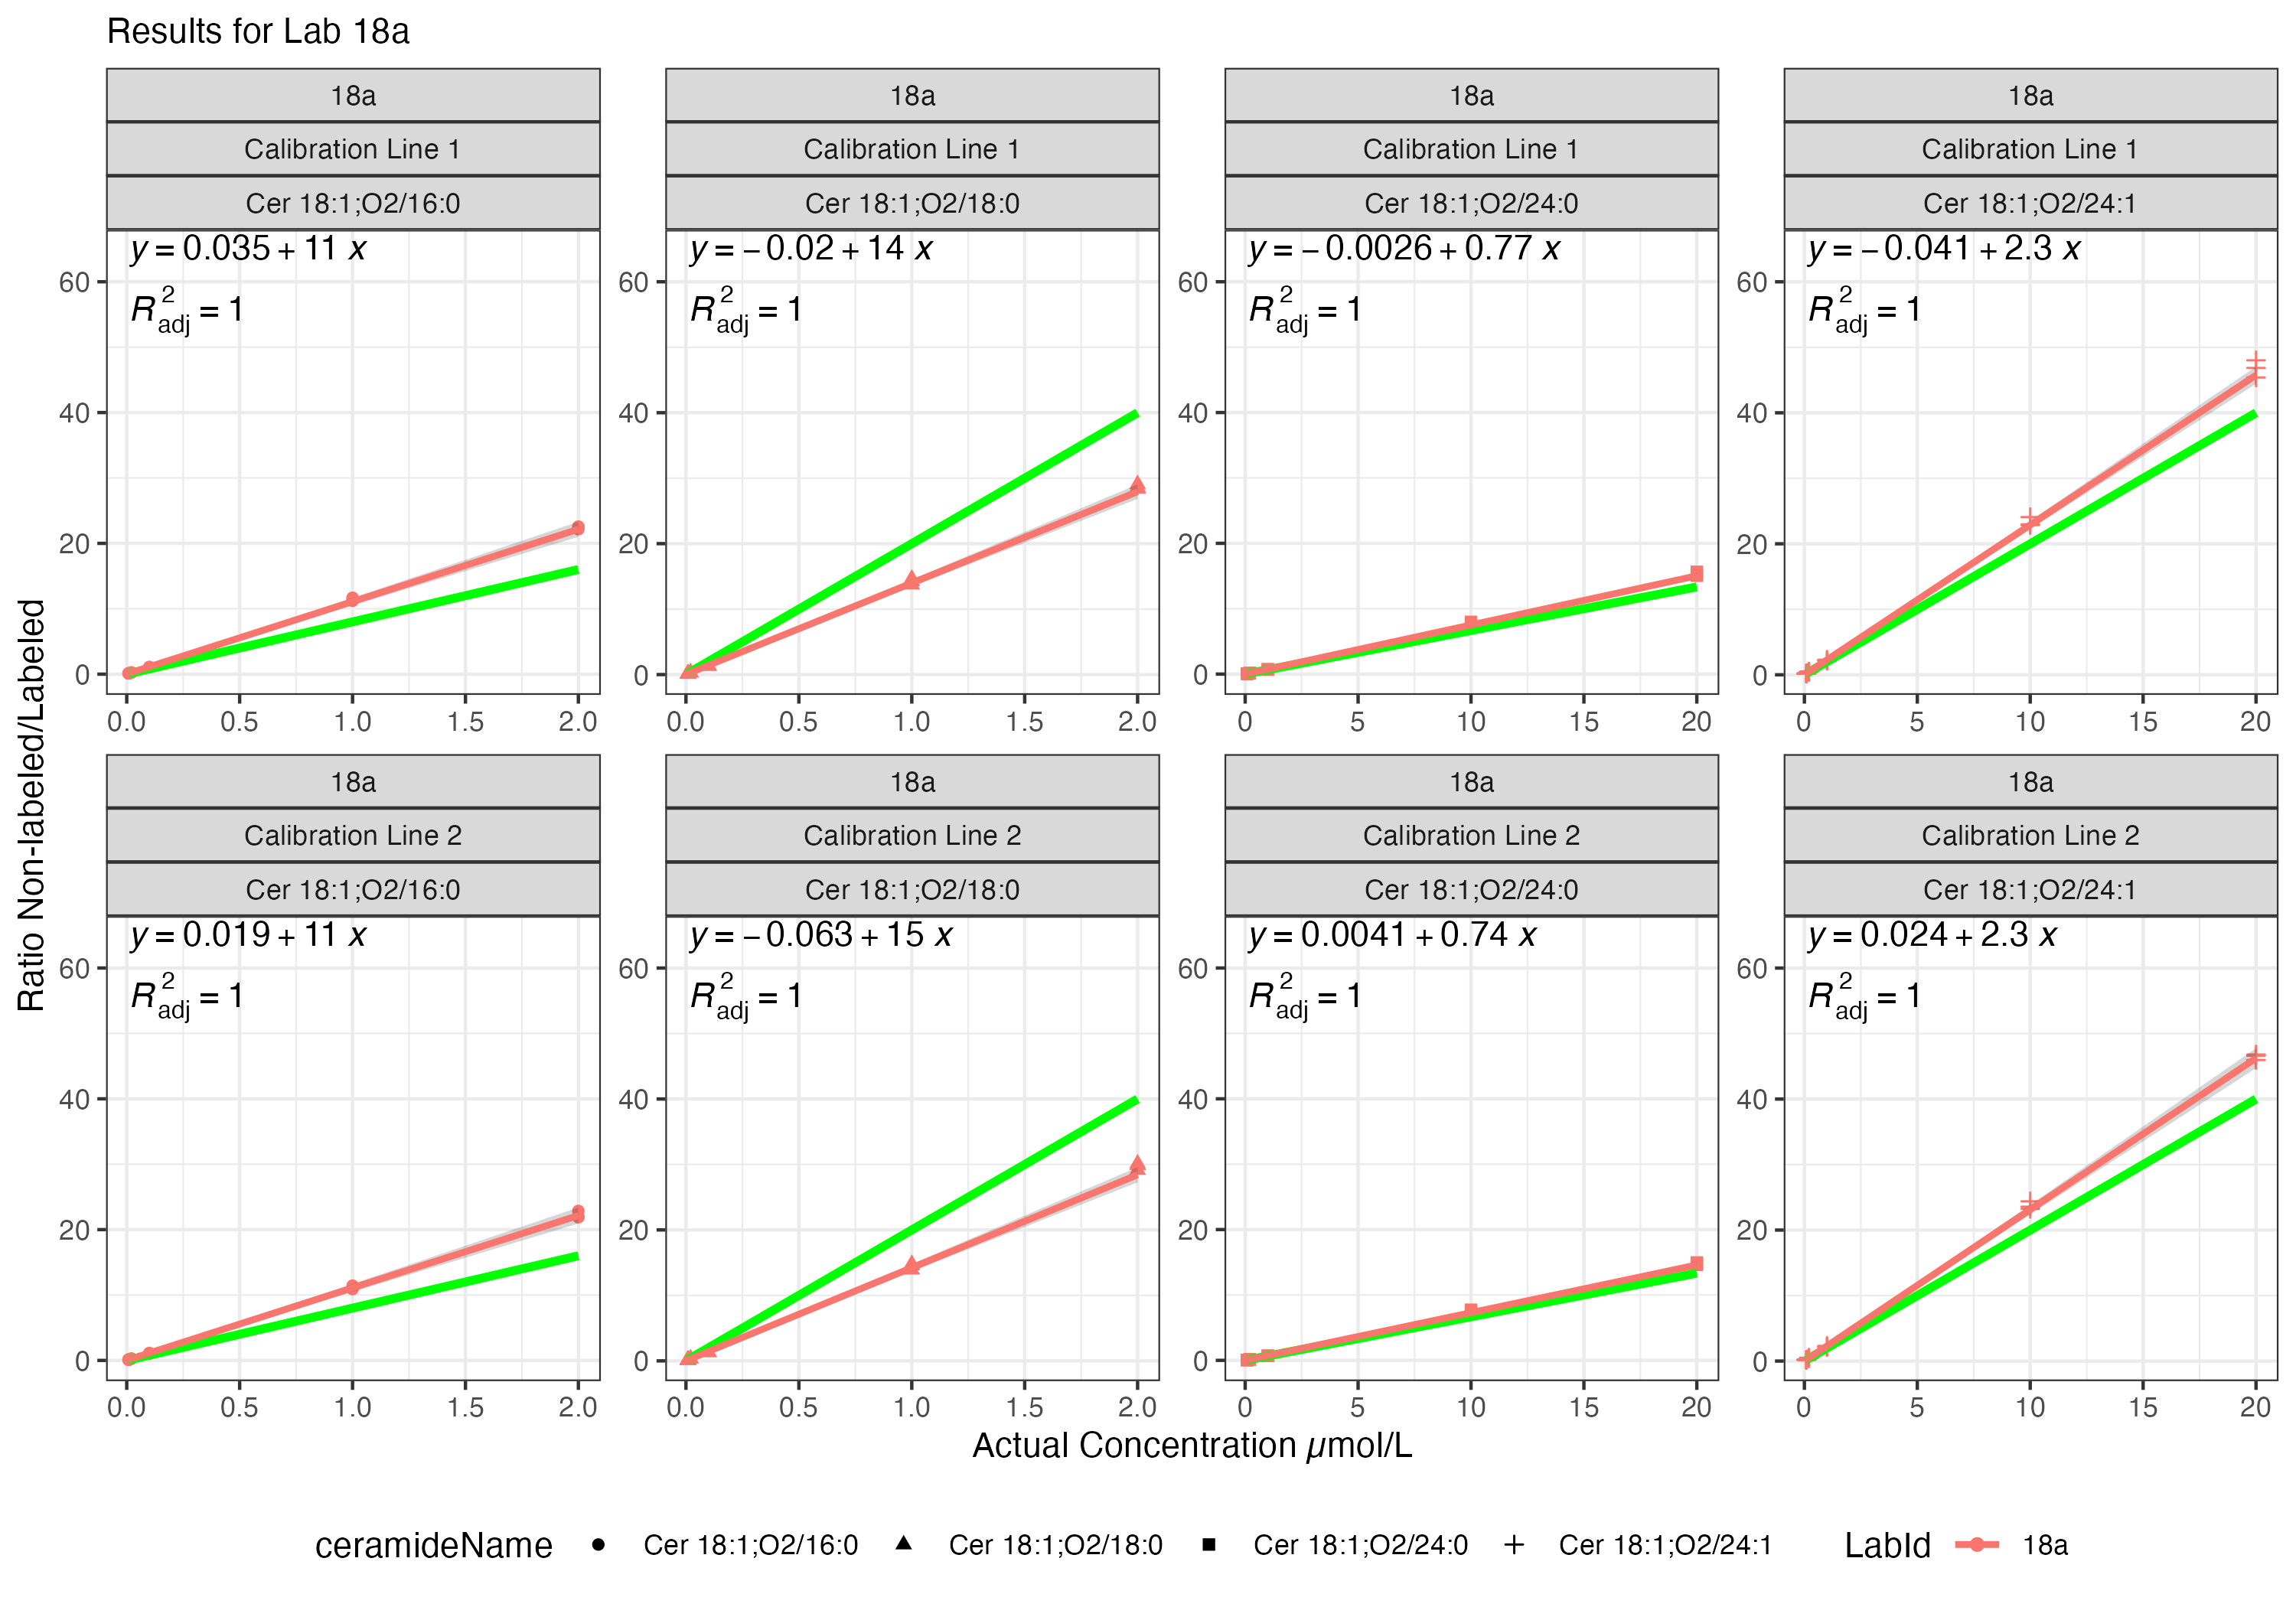 Results for Lab 18a
18a 18a 18a 18a
Calibration Line 1 Calibration Line 1 Calibration Line 1 Calibration Line 1
Cer 18:1;O2/16:0 Cer 18:1;O2/18:0 Cer 18:1;O2/24:0 Cer 18:1;O2/24:1
y = 0.035 + 11 x y = −0.02 + 14 x y = −0.0026 + 0.77 x y = −0.041 + 2.3 x
60 60 60 60
R²adj = 1 R²adj = 1 R²adj = 1 R²adj = 1
40 40 40 40
20 20 20 20
0 0 0 0
0.0 0.5 1.0 1.5 2.0 0.0 0.5 1.0 1.5 2.0 0 5 10 15 20 0 5 10 15 20
18a 18a 18a 18a
Calibration Line 2 Calibration Line 2 Calibration Line 2 Calibration Line 2
Cer 18:1;O2/16:0 Cer 18:1;O2/18:0 Cer 18:1;O2/24:0 Cer 18:1;O2/24:1
y = 0.019 + 11 x y = −0.063 + 15 x y = 0.0041 + 0.74 x y = 0.024 + 2.3 x
60 60 60 60
R²adj = 1 R²adj = 1 R²adj = 1 R²adj = 1
40 40 40 40
20 20 20 20
0 0 0 0
0.0 0.5 1.0 1.5 2.0 0.0 0.5 1.0 1.5 2.0 0 5 10 15 20 0 5 10 15 20
Ratio Non-labeled/Labeled
Actual Concentration µmol/L
ceramideName Cer 18:1;O2/16:0 Cer 18:1;O2/18:0 Cer 18:1;O2/24:0 Cer 18:1;O2/24:1 LabId 18a